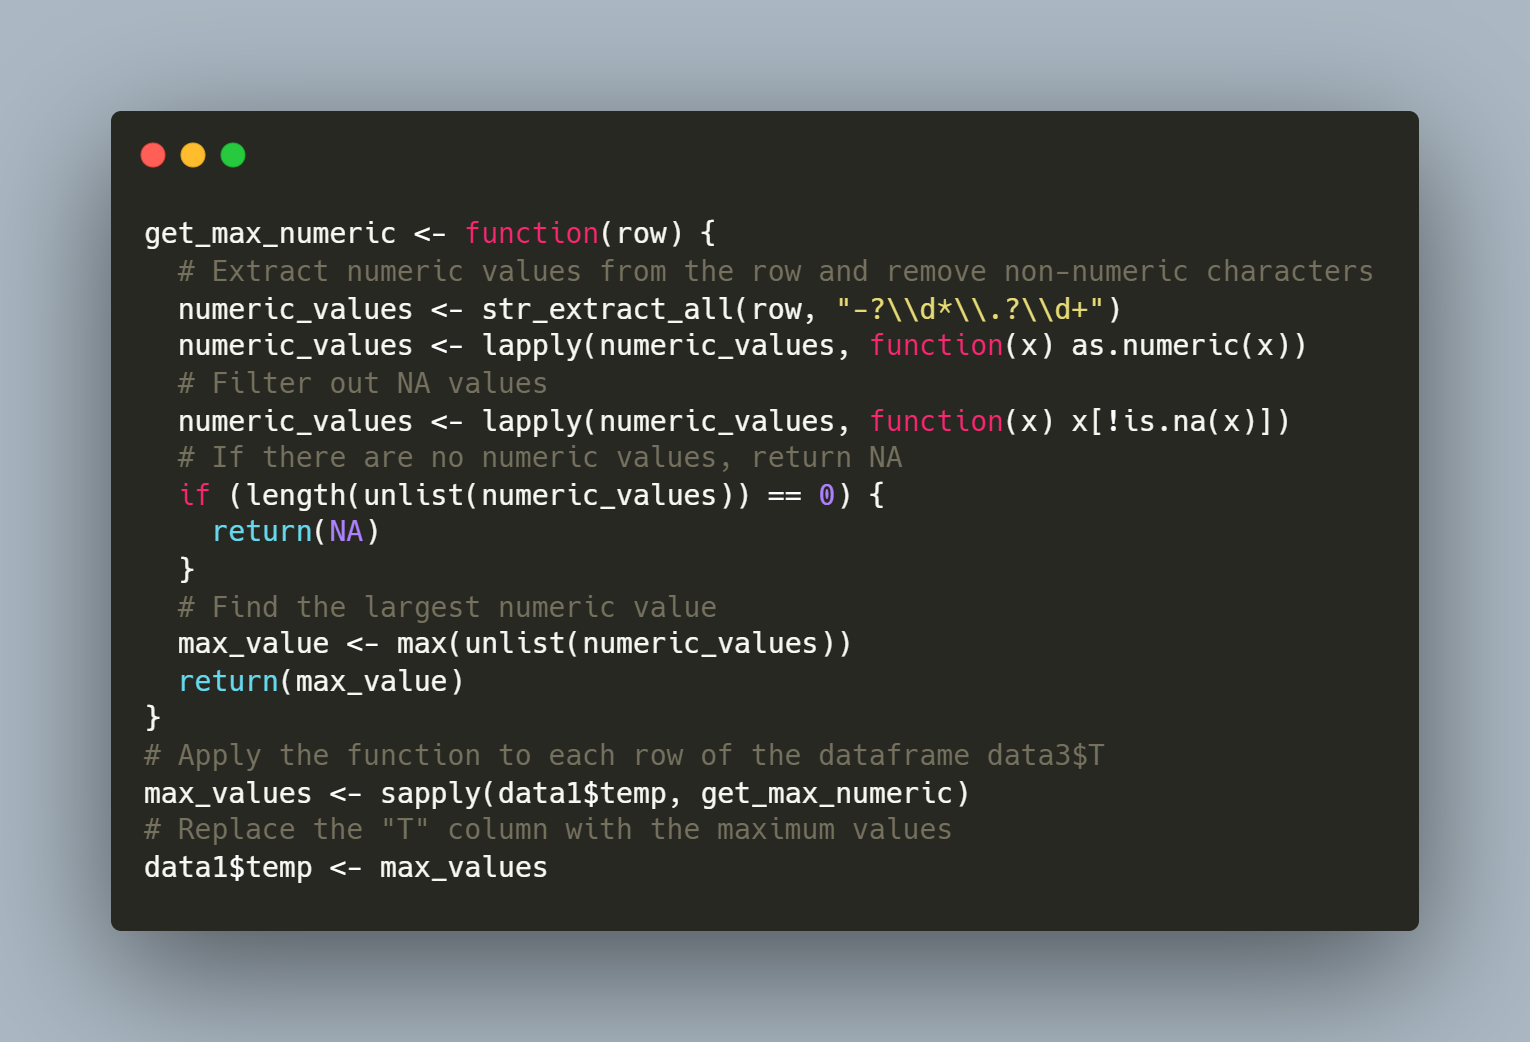 get_max_numeric <- function(row) {
  # Extract numeric values from the row and remove non-numeric characters
  numeric_values <- str_extract_all(row, "-?\\d*\\.?\\d+")
  numeric_values <- lapply(numeric_values, function(x) as.numeric(x))
  # Filter out NA values
  numeric_values <- lapply(numeric_values, function(x) x[!is.na(x)])
  # If there are no numeric values, return NA
  if (length(unlist(numeric_values)) == 0) {
    return(NA)
  }
  # Find the largest numeric value
  max_value <- max(unlist(numeric_values))
  return(max_value)
}
# Apply the function to each row of the dataframe data3$T
max_values <- sapply(data1$temp, get_max_numeric)
# Replace the "T" column with the maximum values
data1$temp <- max_values